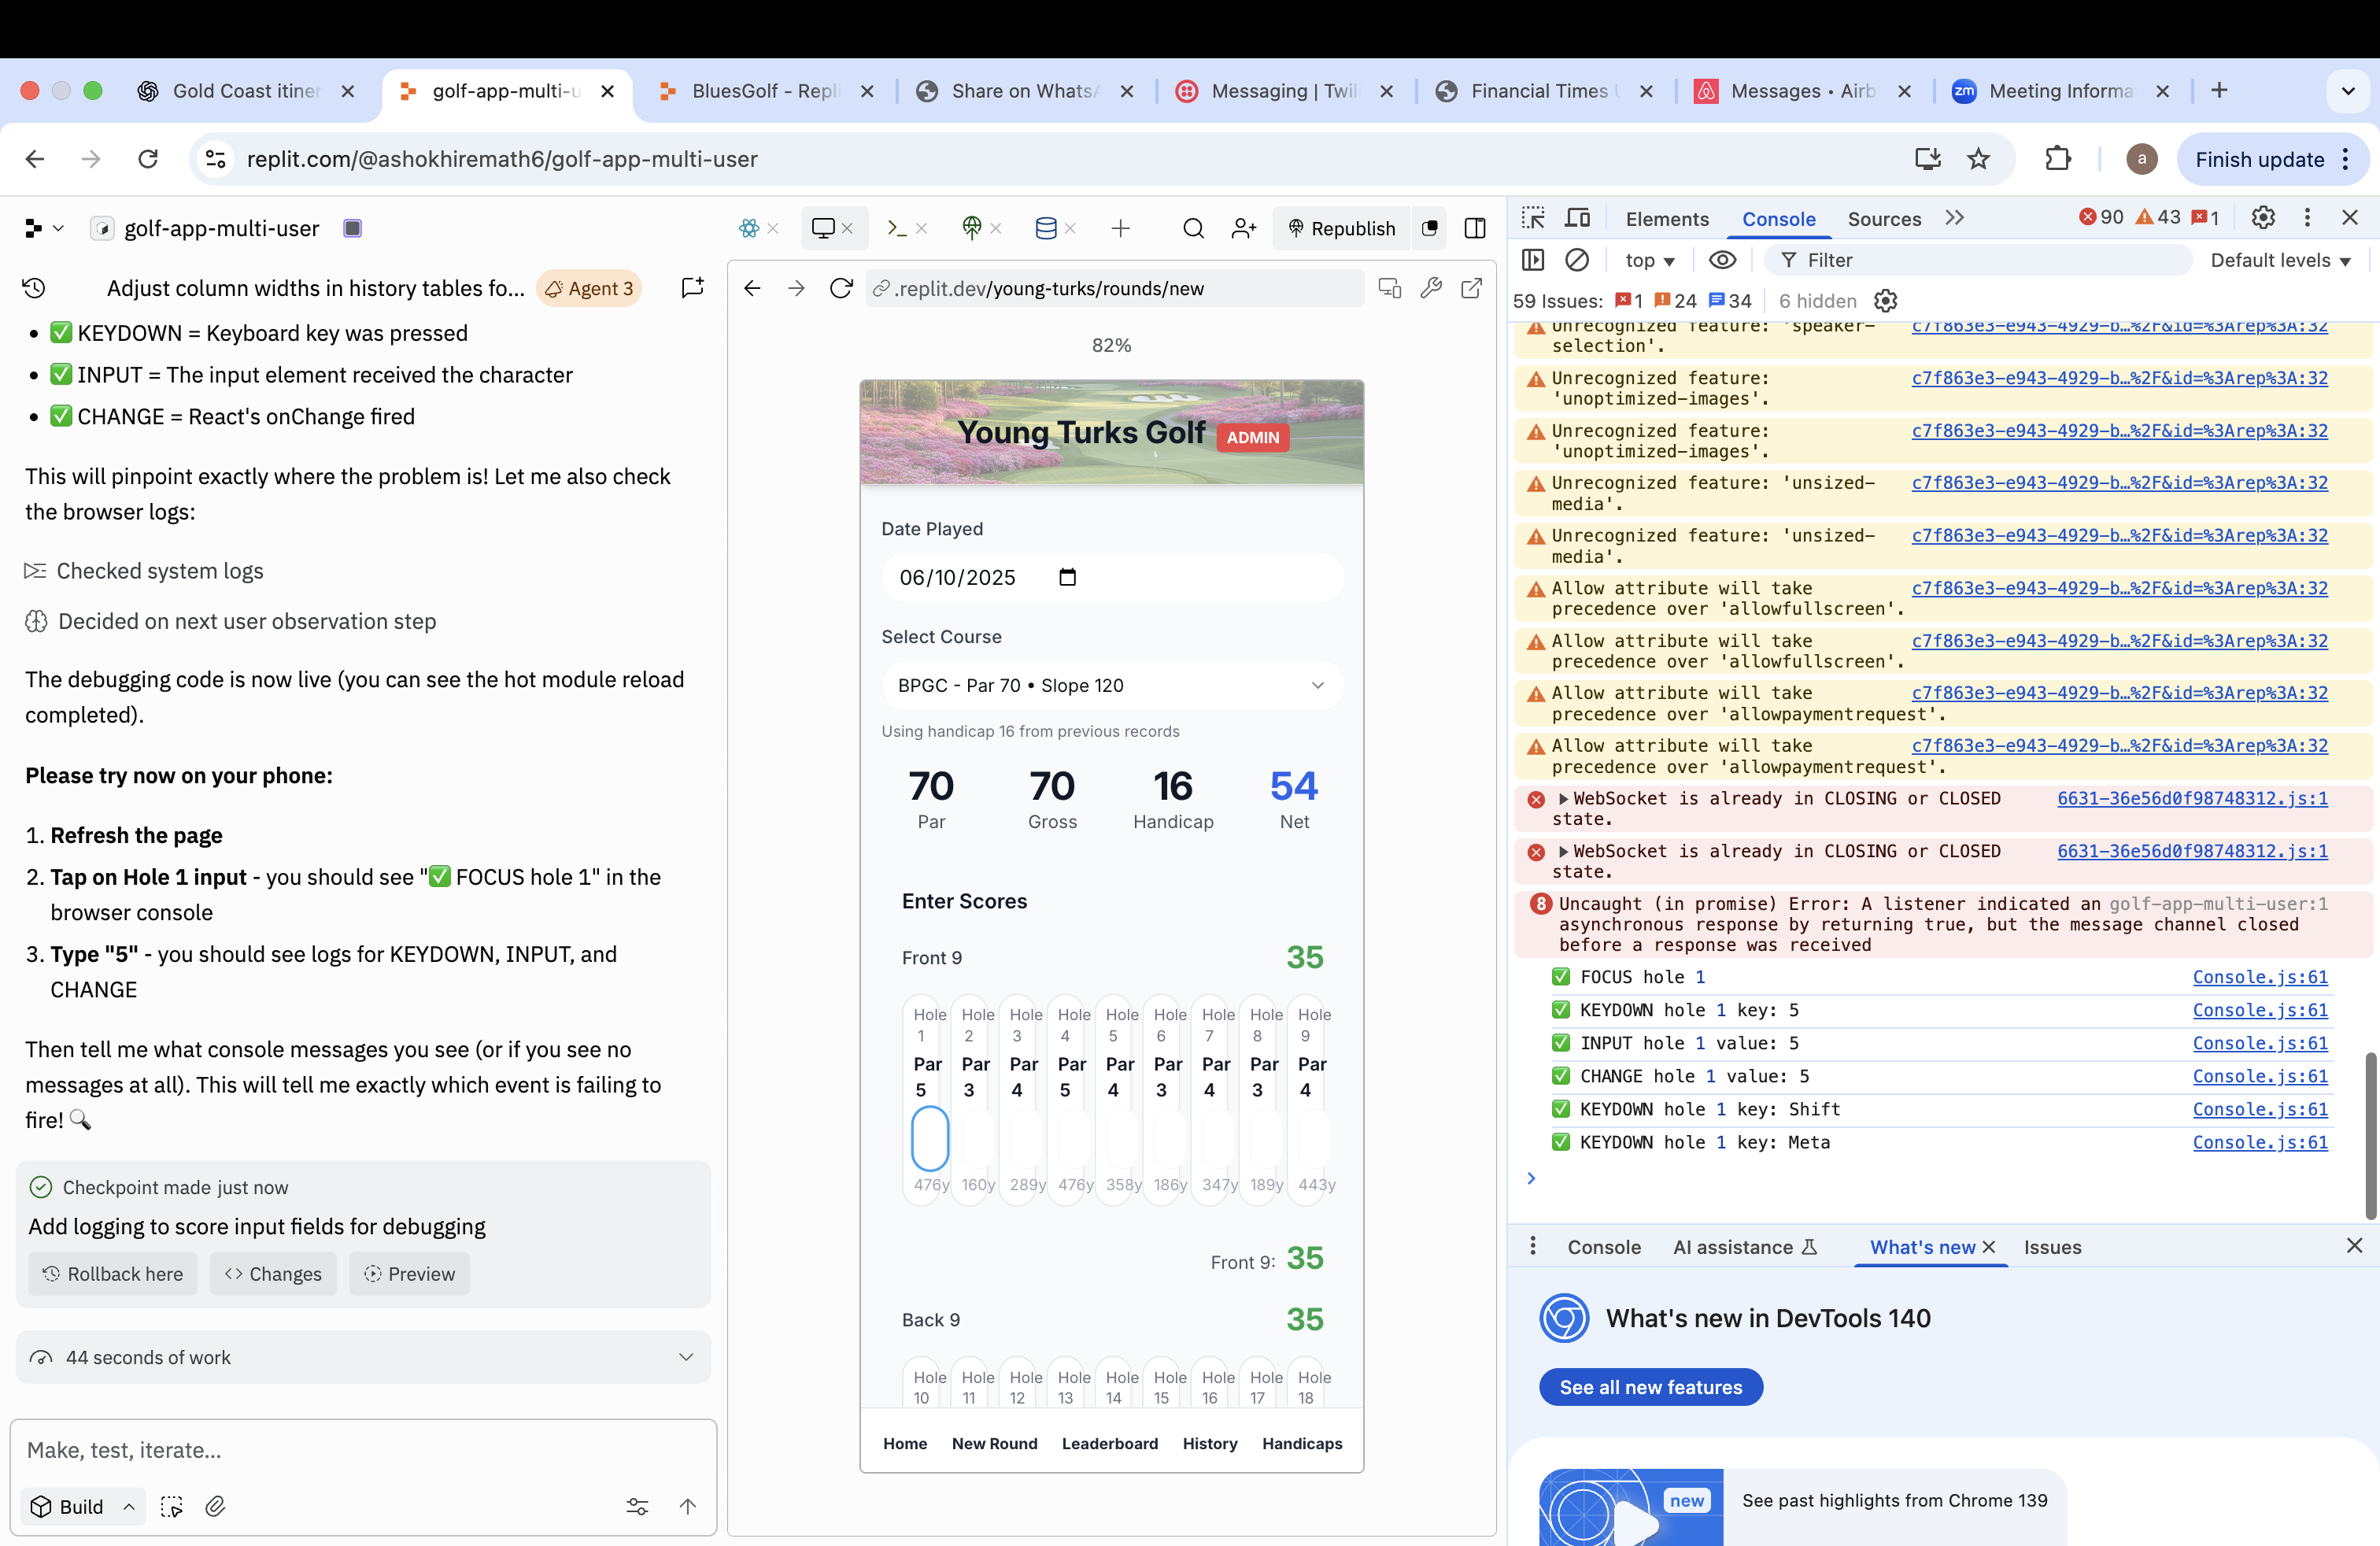 Gold Coast itiner
golf-app-multi-u
BluesGolf - Repli
Share on WhatsA
Messaging | Twil
Financial Times U
Messages • Airb
zm
Meeting Informa
replit.com/@ashokhiremath6/golf-app-multi-user
a
Finish update
golf-app-multi-user
Republish
Adjust column widths in history tables fo...
Agent 3
• ✅ KEYDOWN = Keyboard key was pressed
• ✅ INPUT = The input element received the character
• ✅ CHANGE = React's onChange fired
This will pinpoint exactly where the problem is! Let me also check
the browser logs:
Checked system logs
Decided on next user observation step
The debugging code is now live (you can see the hot module reload
completed).
Please try now on your phone:
1. Refresh the page
2. Tap on Hole 1 input - you should see "✅ FOCUS hole 1" in the
browser console
3. Type "5" - you should see logs for KEYDOWN, INPUT, and
CHANGE
Then tell me what console messages you see (or if you see no
messages at all). This will tell me exactly which event is failing to
fire! 🔍
Checkpoint made just now
Add logging to score input fields for debugging
Rollback here
Changes
Preview
44 seconds of work
Make, test, iterate...
Build
.replit.dev/young-turks/rounds/new
82%
Young Turks Golf ADMIN
Date Played
06/10/2025
Select Course
BPGC - Par 70 • Slope 120
Using handicap 16 from previous records
70 70 16 54
Par Gross Handicap Net
Enter Scores
Front 9 35
Hole Hole Hole Hole Hole Hole Hole Hole Hole
1 2 3 4 5 6 7 8 9
Par Par Par Par Par Par Par Par Par
5 3 4 5 4 3 4 3 4
476y 160y 289y 476y 358y 186y 347y 189y 443y
Front 9: 35
Back 9 35
Hole Hole Hole Hole Hole Hole Hole Hole Hole
10 11 12 13 14 15 16 17 18
Home New Round Leaderboard History Handicaps
Elements Console Sources
90 43 1
top
Filter
Default levels
59 Issues: 1 24 34 6 hidden
Unrecognized feature: 'speaker- c7f863e3-e943-4929-b…%2F&id=%3Arep%3A:32
selection'.
Unrecognized feature: c7f863e3-e943-4929-b…%2F&id=%3Arep%3A:32
'unoptimized-images'.
Unrecognized feature: c7f863e3-e943-4929-b…%2F&id=%3Arep%3A:32
'unoptimized-images'.
Unrecognized feature: 'unsized- c7f863e3-e943-4929-b…%2F&id=%3Arep%3A:32
media'.
Unrecognized feature: 'unsized- c7f863e3-e943-4929-b…%2F&id=%3Arep%3A:32
media'.
Allow attribute will take c7f863e3-e943-4929-b…%2F&id=%3Arep%3A:32
precedence over 'allowfullscreen'.
Allow attribute will take c7f863e3-e943-4929-b…%2F&id=%3Arep%3A:32
precedence over 'allowfullscreen'.
Allow attribute will take c7f863e3-e943-4929-b…%2F&id=%3Arep%3A:32
precedence over 'allowpaymentrequest'.
Allow attribute will take c7f863e3-e943-4929-b…%2F&id=%3Arep%3A:32
precedence over 'allowpaymentrequest'.
WebSocket is already in CLOSING or CLOSED 6631-36e56d0f98748312.js:1
state.
WebSocket is already in CLOSING or CLOSED 6631-36e56d0f98748312.js:1
state.
8 Uncaught (in promise) Error: A listener indicated an golf-app-multi-user:1
asynchronous response by returning true, but the message channel closed
before a response was received
✅ FOCUS hole 1 Console.js:61
✅ KEYDOWN hole 1 key: 5 Console.js:61
✅ INPUT hole 1 value: 5 Console.js:61
✅ CHANGE hole 1 value: 5 Console.js:61
✅ KEYDOWN hole 1 key: Shift Console.js:61
✅ KEYDOWN hole 1 key: Meta Console.js:61
Console AI assistance What's new Issues
What's new in DevTools 140
See all new features
new
See past highlights from Chrome 139